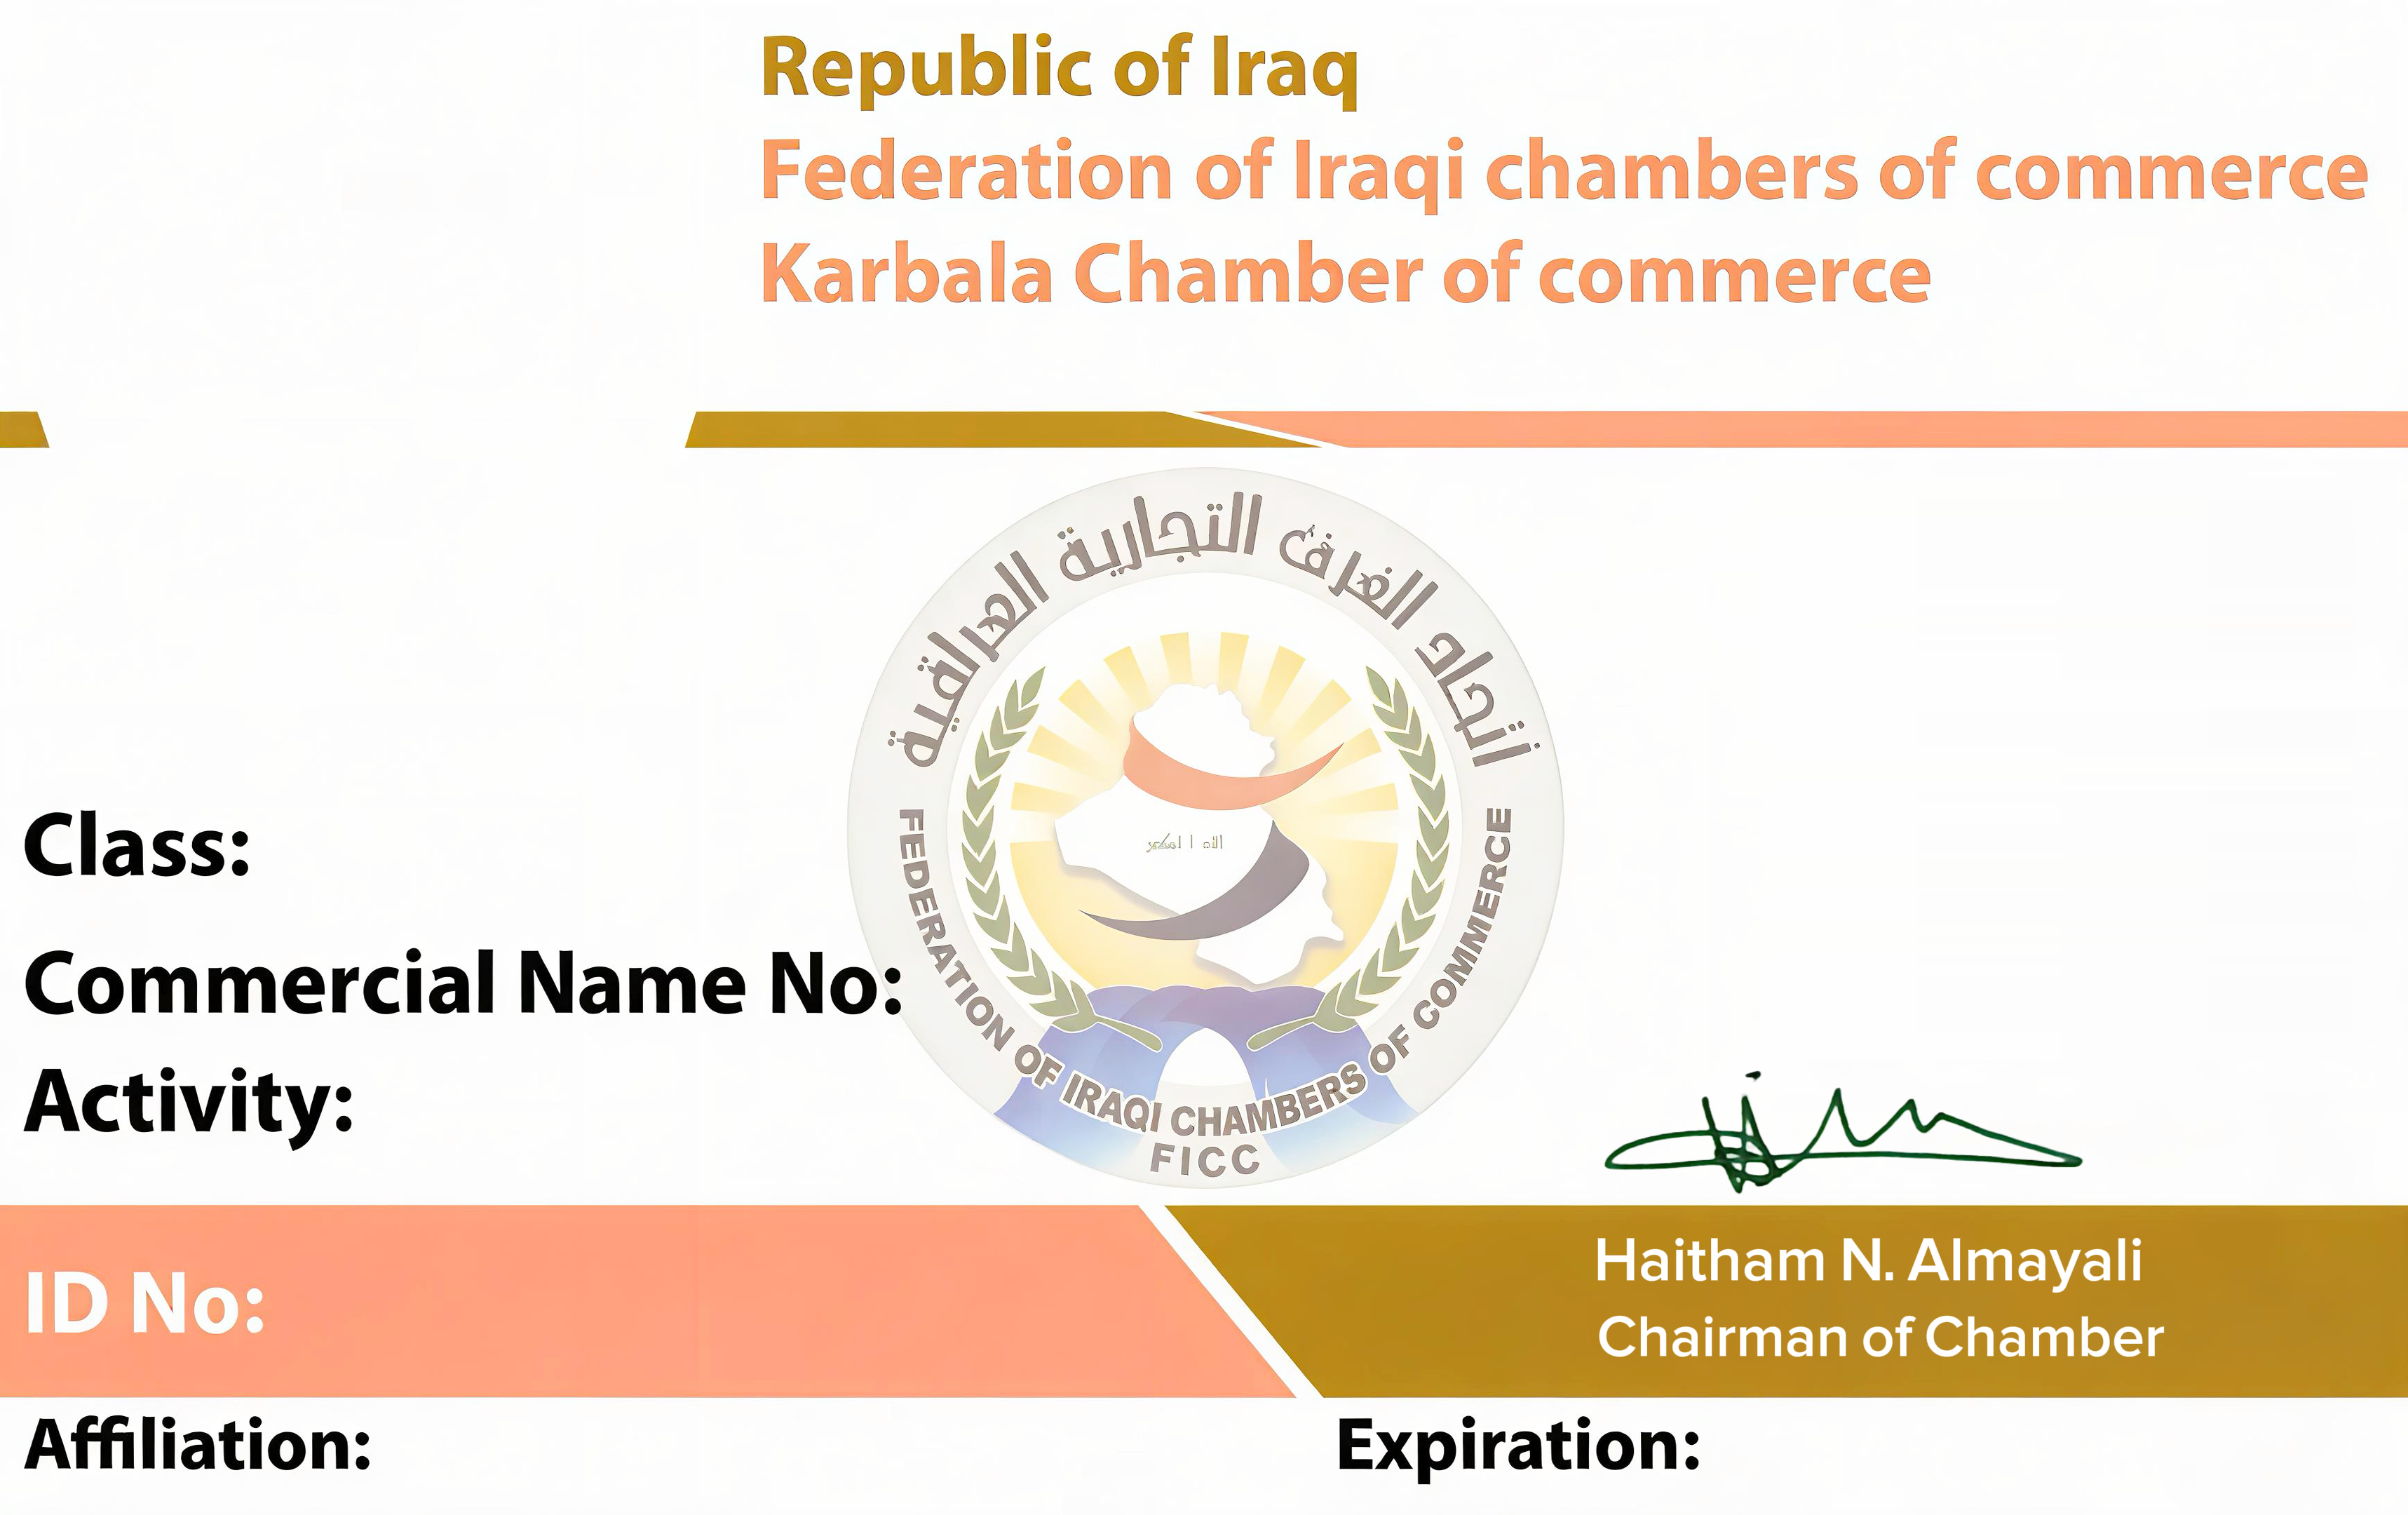 Republic of Iraq
Federation of Iraqi chambers of commerce
Karbala Chamber of commerce
اتحاد الغرف التجارية العراقية
FEDERATION OF IRAQI CHAMBERS OF COMMERCE
FICC
Class:
Commercial Name No:
Activity:
ID No:
Haitham N. Almayali
Chairman of Chamber
Affiliation:
Expiration: